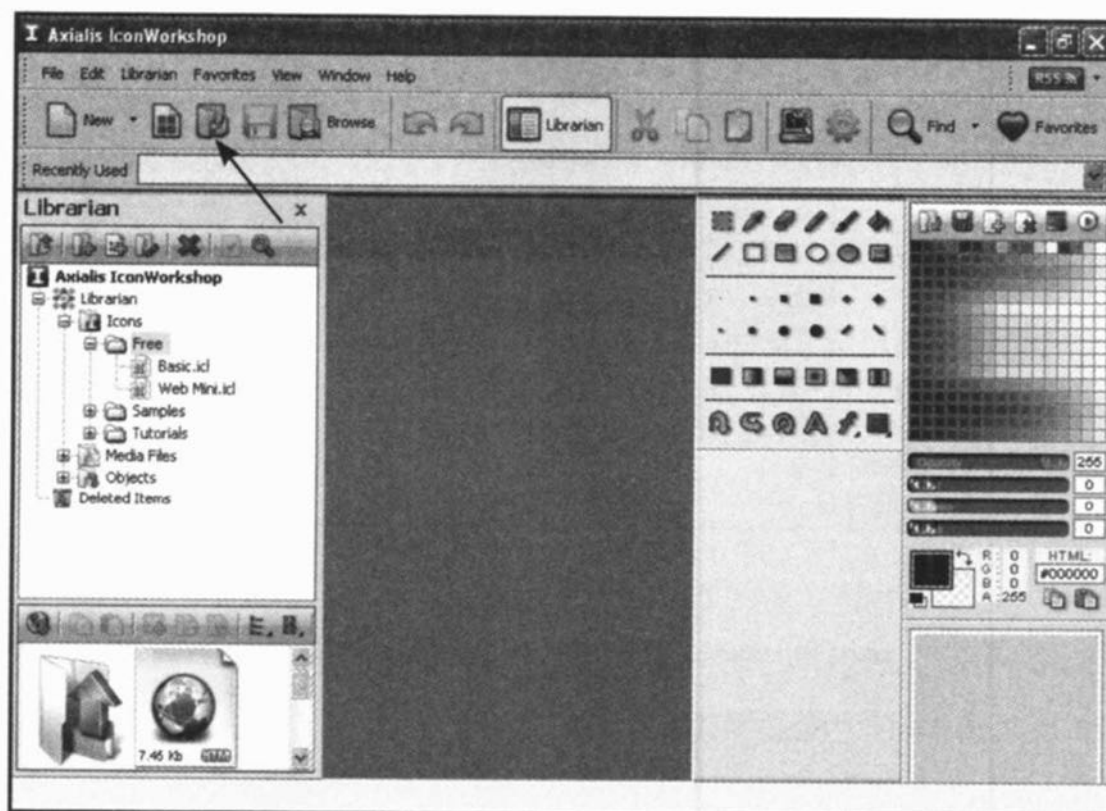 Axialis IconWorkshop
File Edit Librarian Favorites View Window Help
RSS
New Browse Librarian Find Favorites
Recently Used
Librarian x
Axialis IconWorkshop
Librarian
Icons
Free
Basic.icl
Web Mini.icl
Samples
Tutorials
Media Files
Objects
Deleted Items
255
0
0
0
R: 0
G: 0
B: 0
A: 255
HTML:
#000000
7.46 Kb